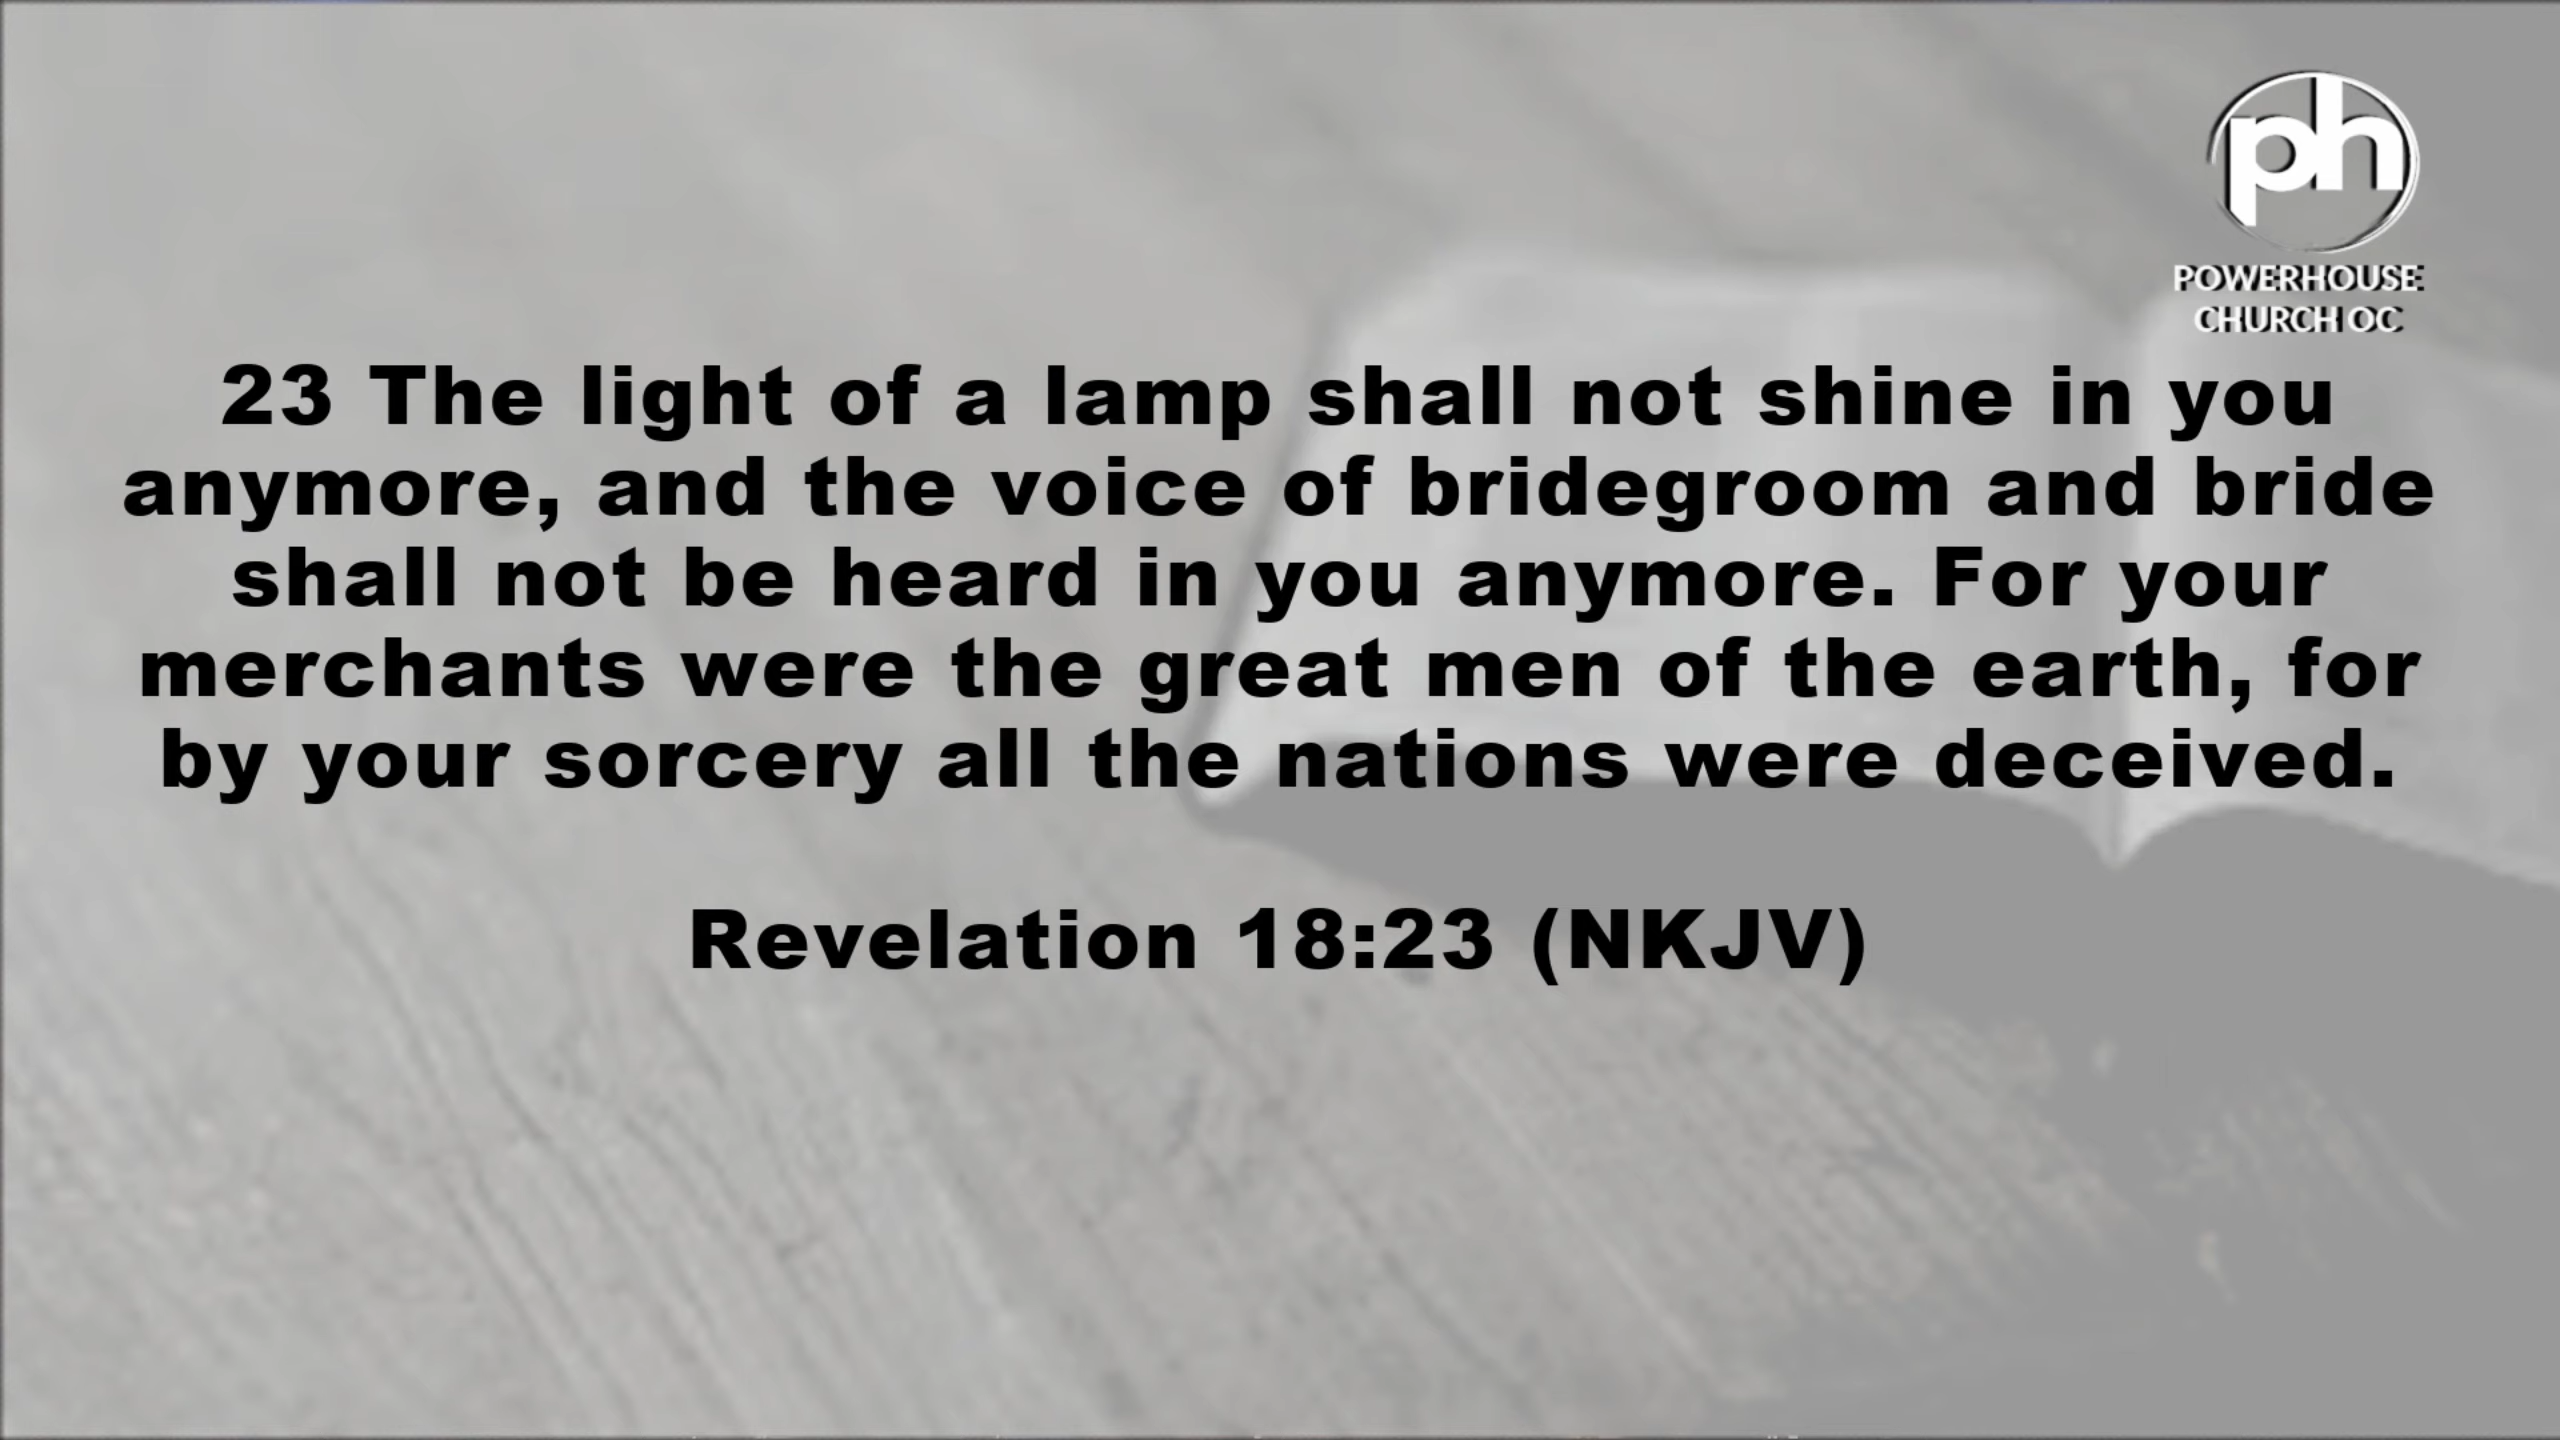 ph
POWERHOUSE
CHURCH OC
23 The light of a lamp shall not shine in you
anymore, and the voice of bridegroom and bride
shall not be heard in you anymore. For your
merchants were the great men of the earth, for
by your sorcery all the nations were deceived.
Revelation 18:23 (NKJV)